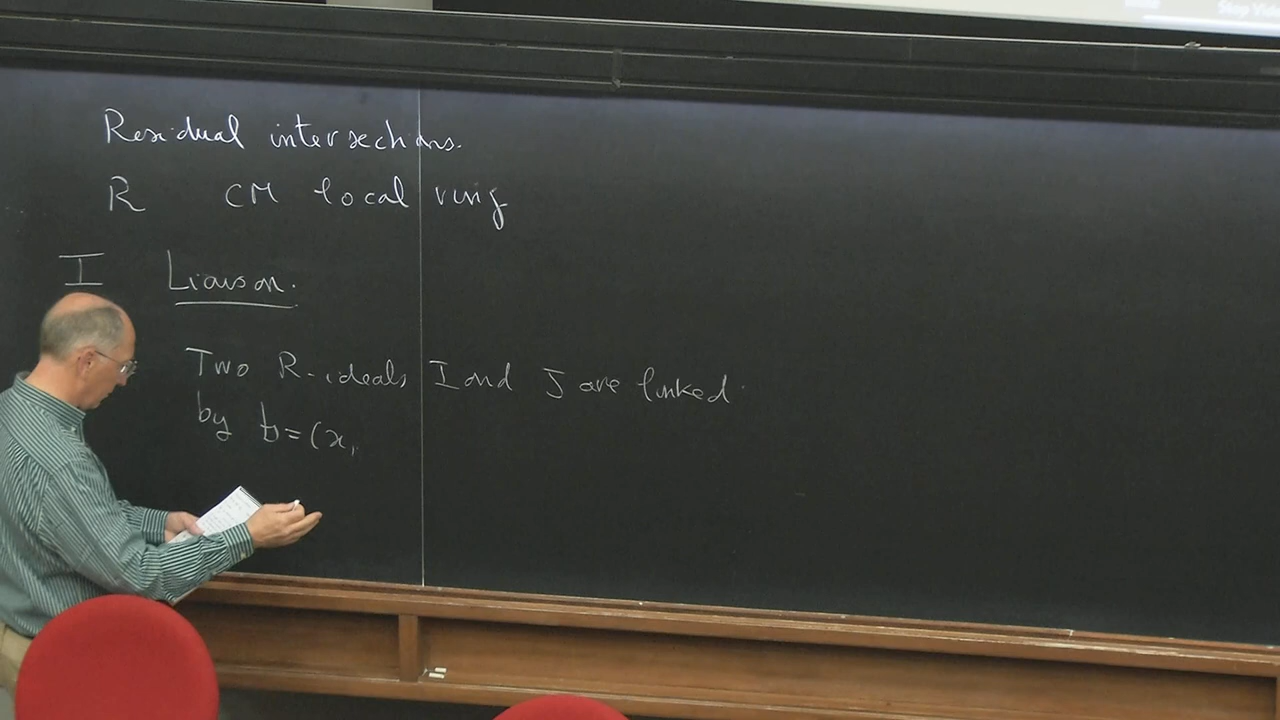 Residual intersections.
R CM local ring
I Liaison.
Two R-ideals I and J are linked
by b = (x,